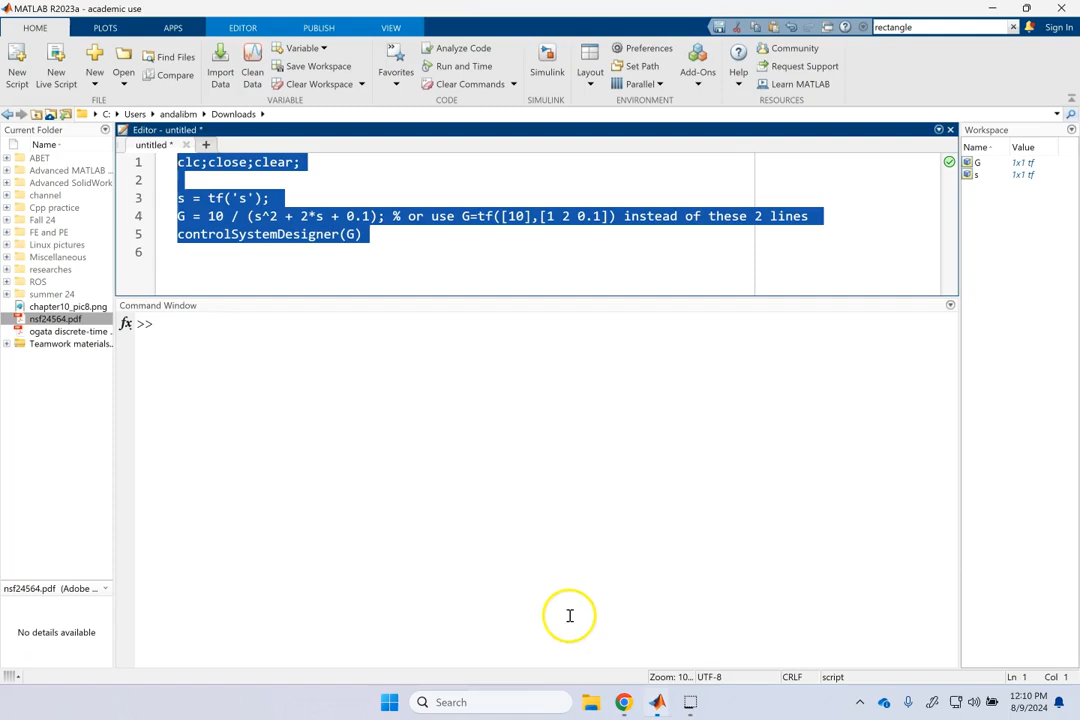 MATLAB R2023a - academic use
HOME PLOTS APPS EDITOR PUBLISH VIEW rectangle Sign In
New Script
New Live Script
New
Open
Find Files
Compare
Import Data
Clean Data
Variable
Save Workspace
Clear Workspace
Favorites
Analyze Code
Run and Time
Clear Commands
Simulink
Layout
Preferences
Set Path
Parallel
Add-Ons
Help
Community
Request Support
Learn MATLAB
FILE VARIABLE CODE SIMULINK ENVIRONMENT RESOURCES
C: Users andalibm Downloads
Current Folder
Name
ABET
Advanced MATLAB ...
Advanced SolidWork
channel
Cpp practice
Fall 24
FE and PE
Linux pictures
Miscellaneous
researches
ROS
summer 24
chapter10_pic8.png
nsf24564.pdf
ogata discrete-time ...
Teamwork materials...
nsf24564.pdf (Adobe ...
No details available
Editor - untitled *
untitled *
1 clc;close;clear;
2
3 s = tf('s');
4 G = 10 / (s^2 + 2*s + 0.1); % or use G=tf([10],[1 2 0.1]) instead of these 2 lines
5 controlSystemDesigner(G)
6
Command Window
fx >>
Workspace
Name Value
G 1x1 tf
s 1x1 tf
Zoom: 10... UTF-8 CRLF script Ln 1 Col 1
Search
12:10 PM
8/9/2024